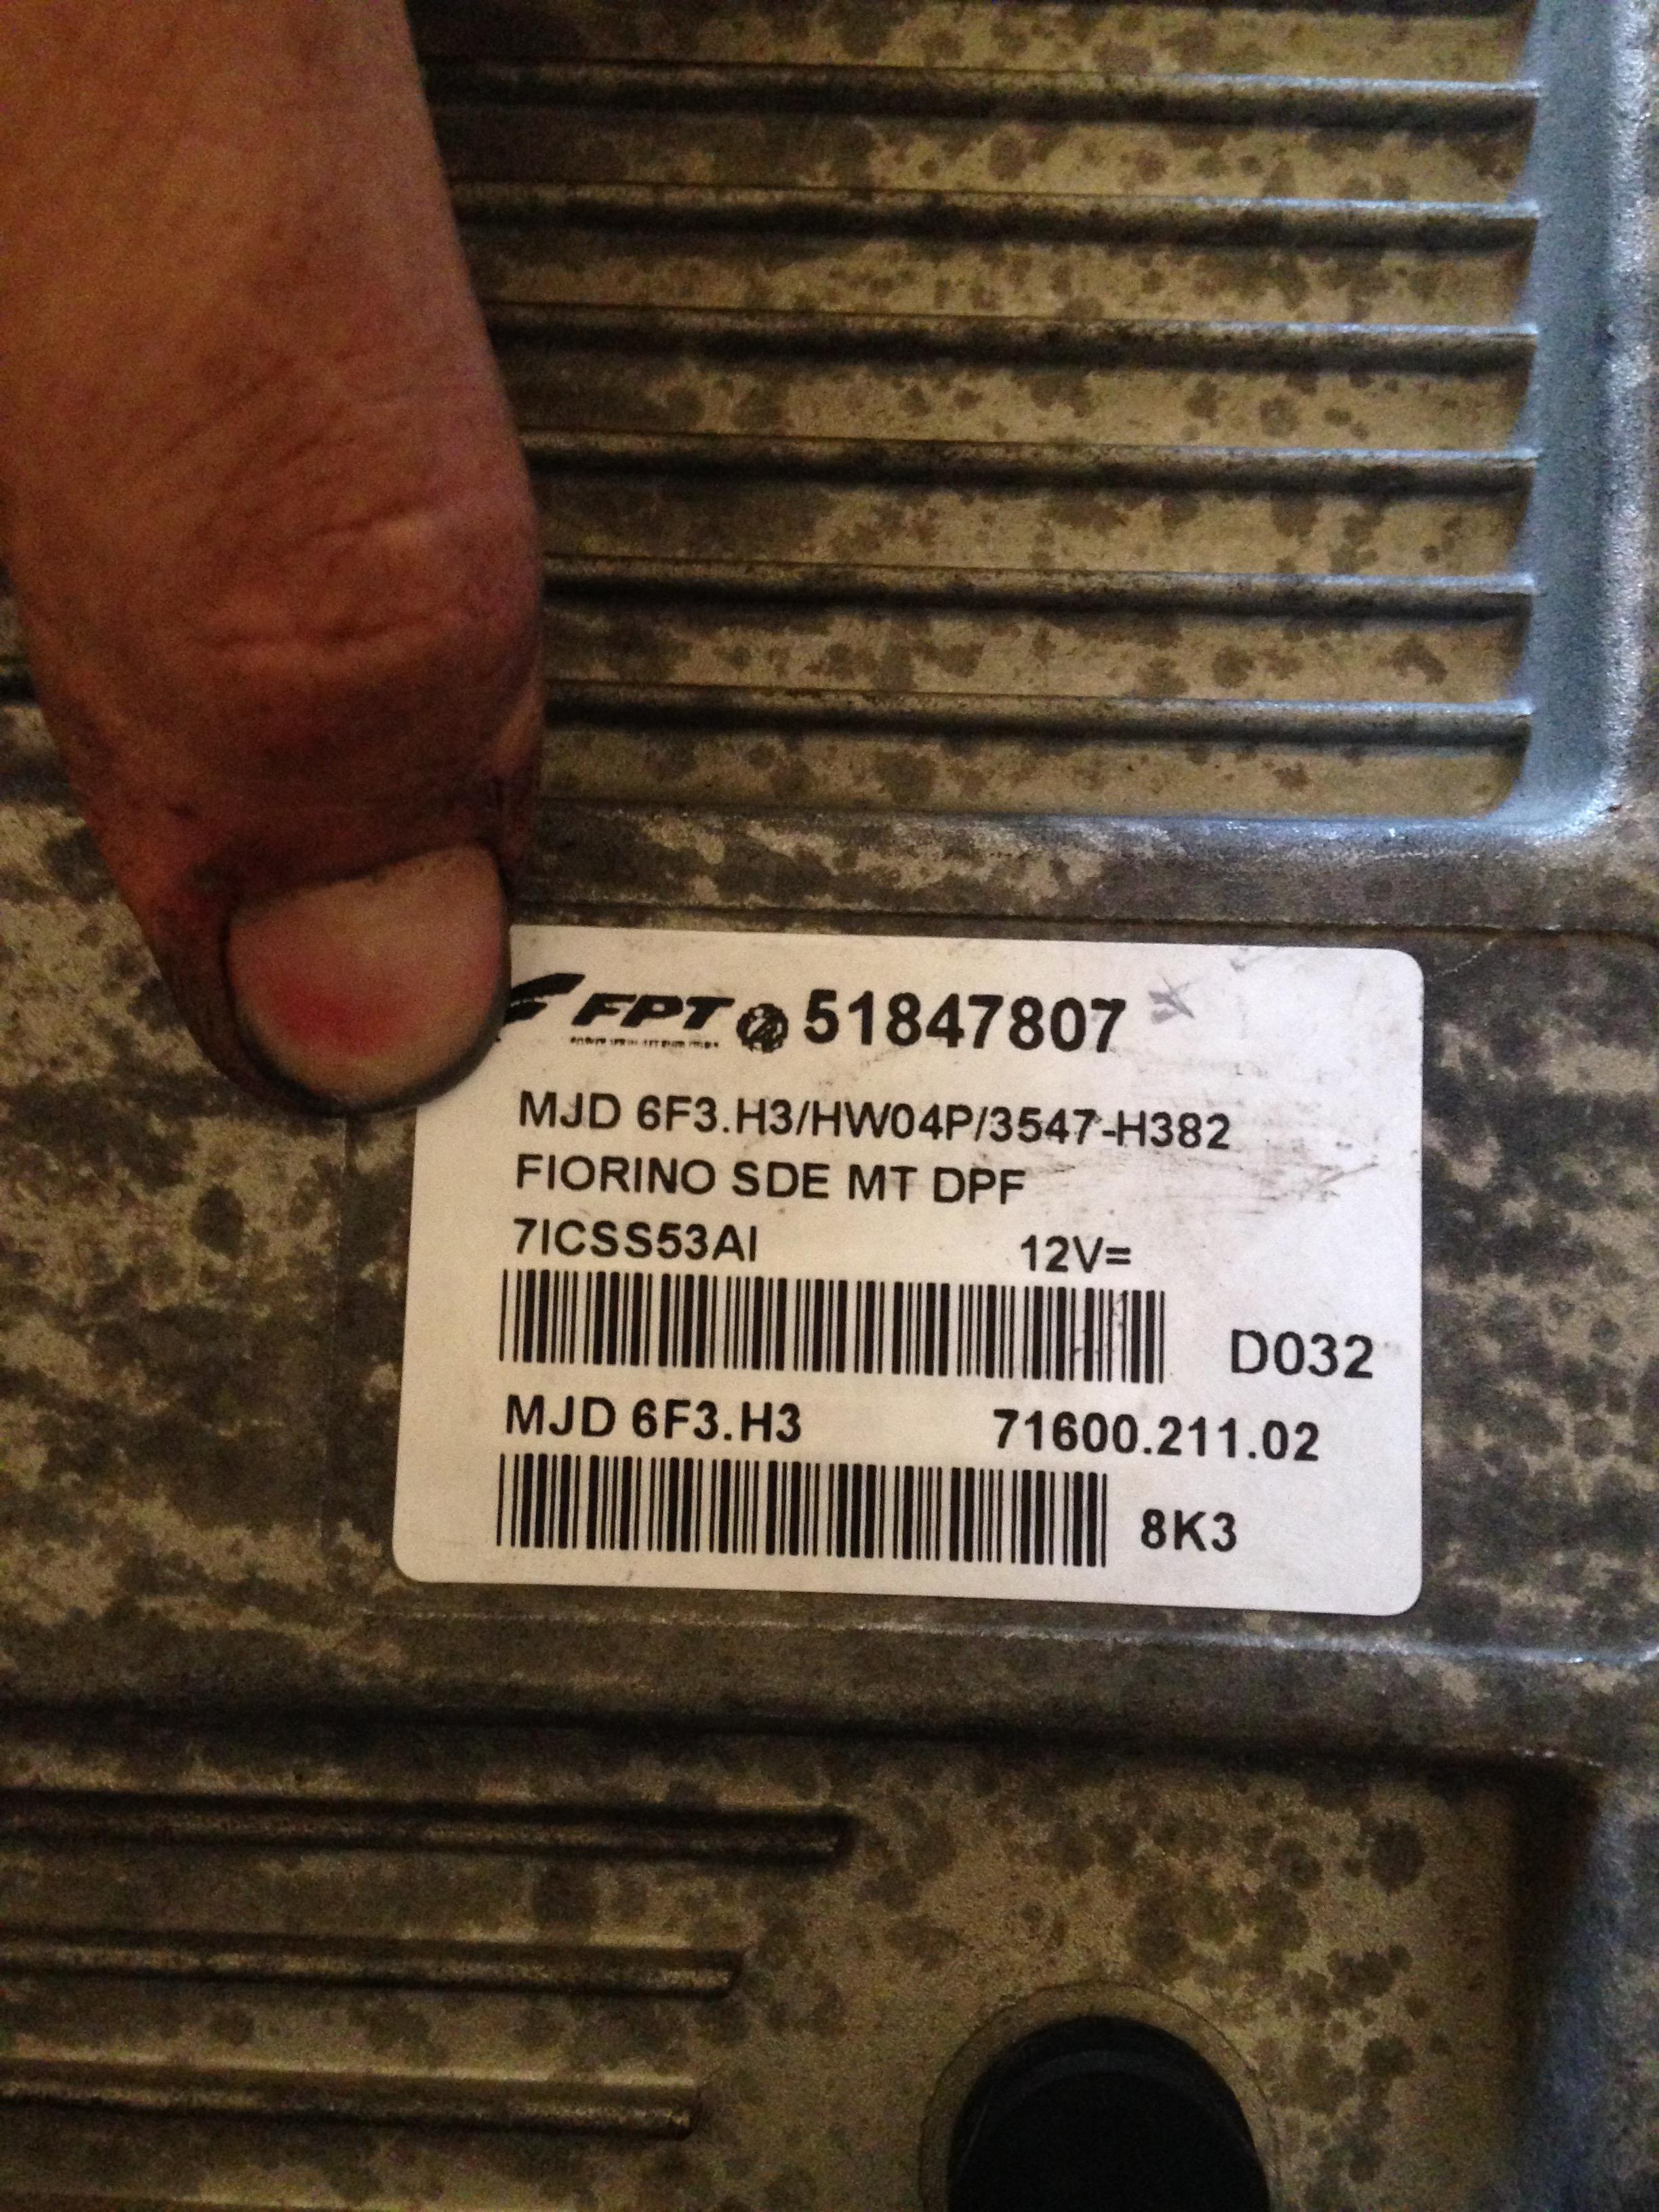 FPT 51847807
MJD 6F3.H3/HW04P/3547-H382
FIORINO SDE MT DPF
7ICSS53AI 12V=
D032
MJD 6F3.H3 71600.211.02
8K3